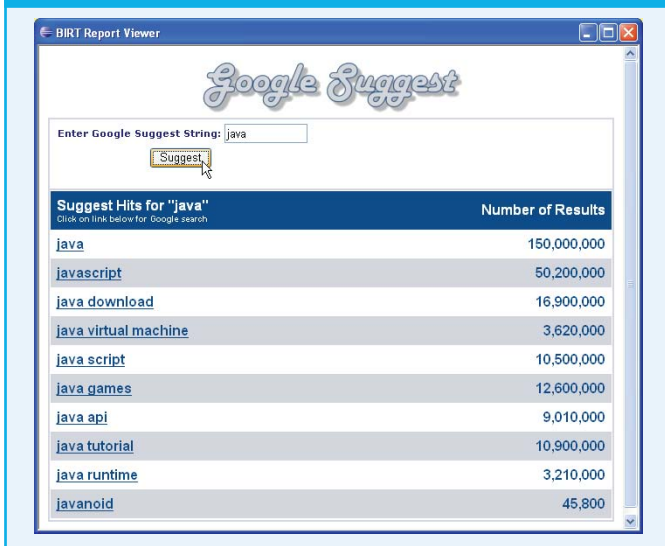 BIRT Report Viewer
Google Suggest
Enter Google Suggest String: java
Suggest
Suggest Hits for "java" Number of Results
Click on link below for Google search
java 150,000,000
javascript 50,200,000
java download 16,900,000
java virtual machine 3,620,000
java script 10,500,000
java games 12,600,000
java api 9,010,000
java tutorial 10,900,000
java runtime 3,210,000
javanoid 45,800